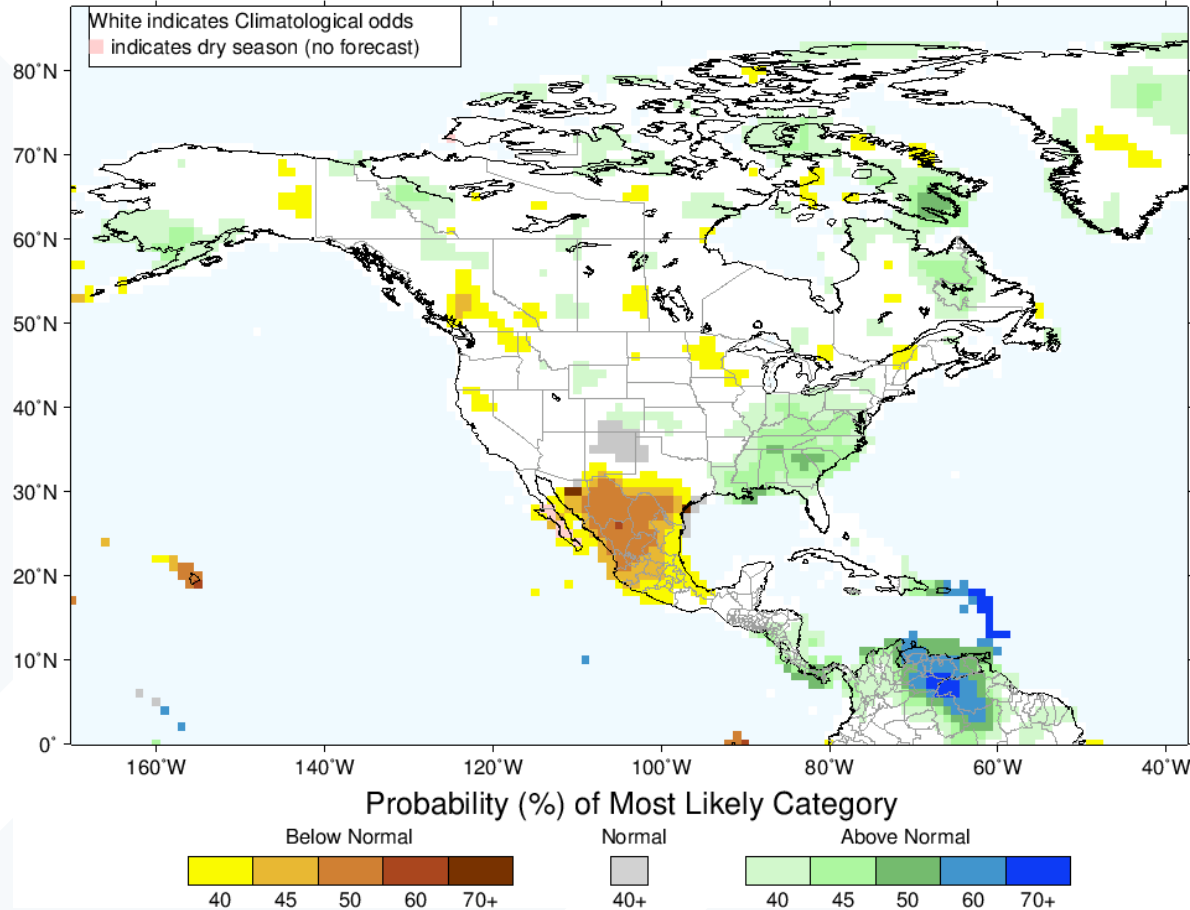 White indicates Climatological odds
indicates dry season (no forecast)
80˚N
70˚N
60˚N
50˚N
40˚N
30˚N
20˚N
10˚N
0˚
160˚W 140˚W 120˚W 100˚W 80˚W 60˚W 40˚W
Probability (%) of Most Likely Category
Below Normal Normal Above Normal
40 45 50 60 70+ 40+ 40 45 50 60 70+